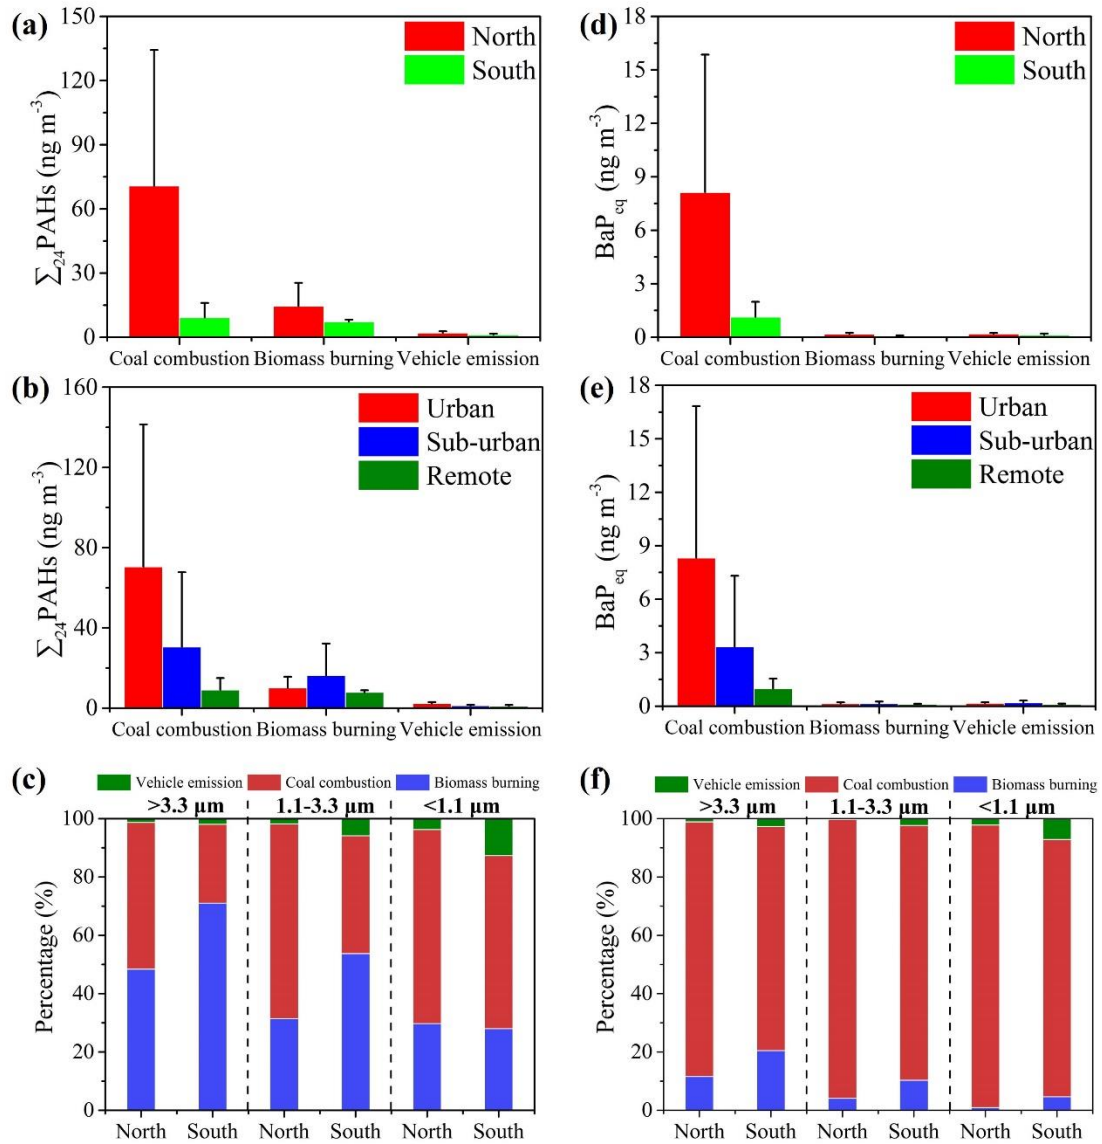 (a)
North
South
150
120
90
60
30
0
∑24PAHs (ng m-3)
Coal combustion Biomass burning Vehicle emission
(d)
North
South
18
15
12
9
6
3
0
BaPeq (ng m-3)
Coal combustion Biomass burning Vehicle emission
(b)
Urban
Sub-urban
Remote
160
120
80
40
0
∑24PAHs (ng m-3)
Coal combustion Biomass burning Vehicle emission
(e)
Urban
Sub-urban
Remote
18
15
12
9
6
3
0
BaPeq (ng m-3)
Coal combustion Biomass burning Vehicle emission
(c)
Vehicle emission Coal combustion Biomass burning
>3.3 μm 1.1-3.3 μm <1.1 μm
100
80
60
40
20
0
Percentage (%)
North South North South North South
(f)
Vehicle emission Coal combustion Biomass burning
>3.3 μm 1.1-3.3 μm <1.1 μm
100
80
60
40
20
0
Percentage (%)
North South North South North South